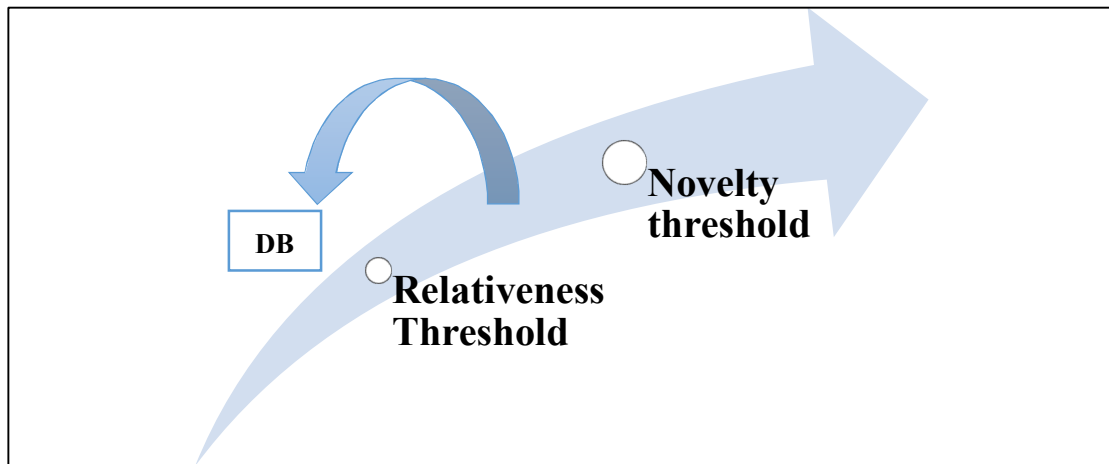 Novelty
threshold
DB
Relativeness
Threshold